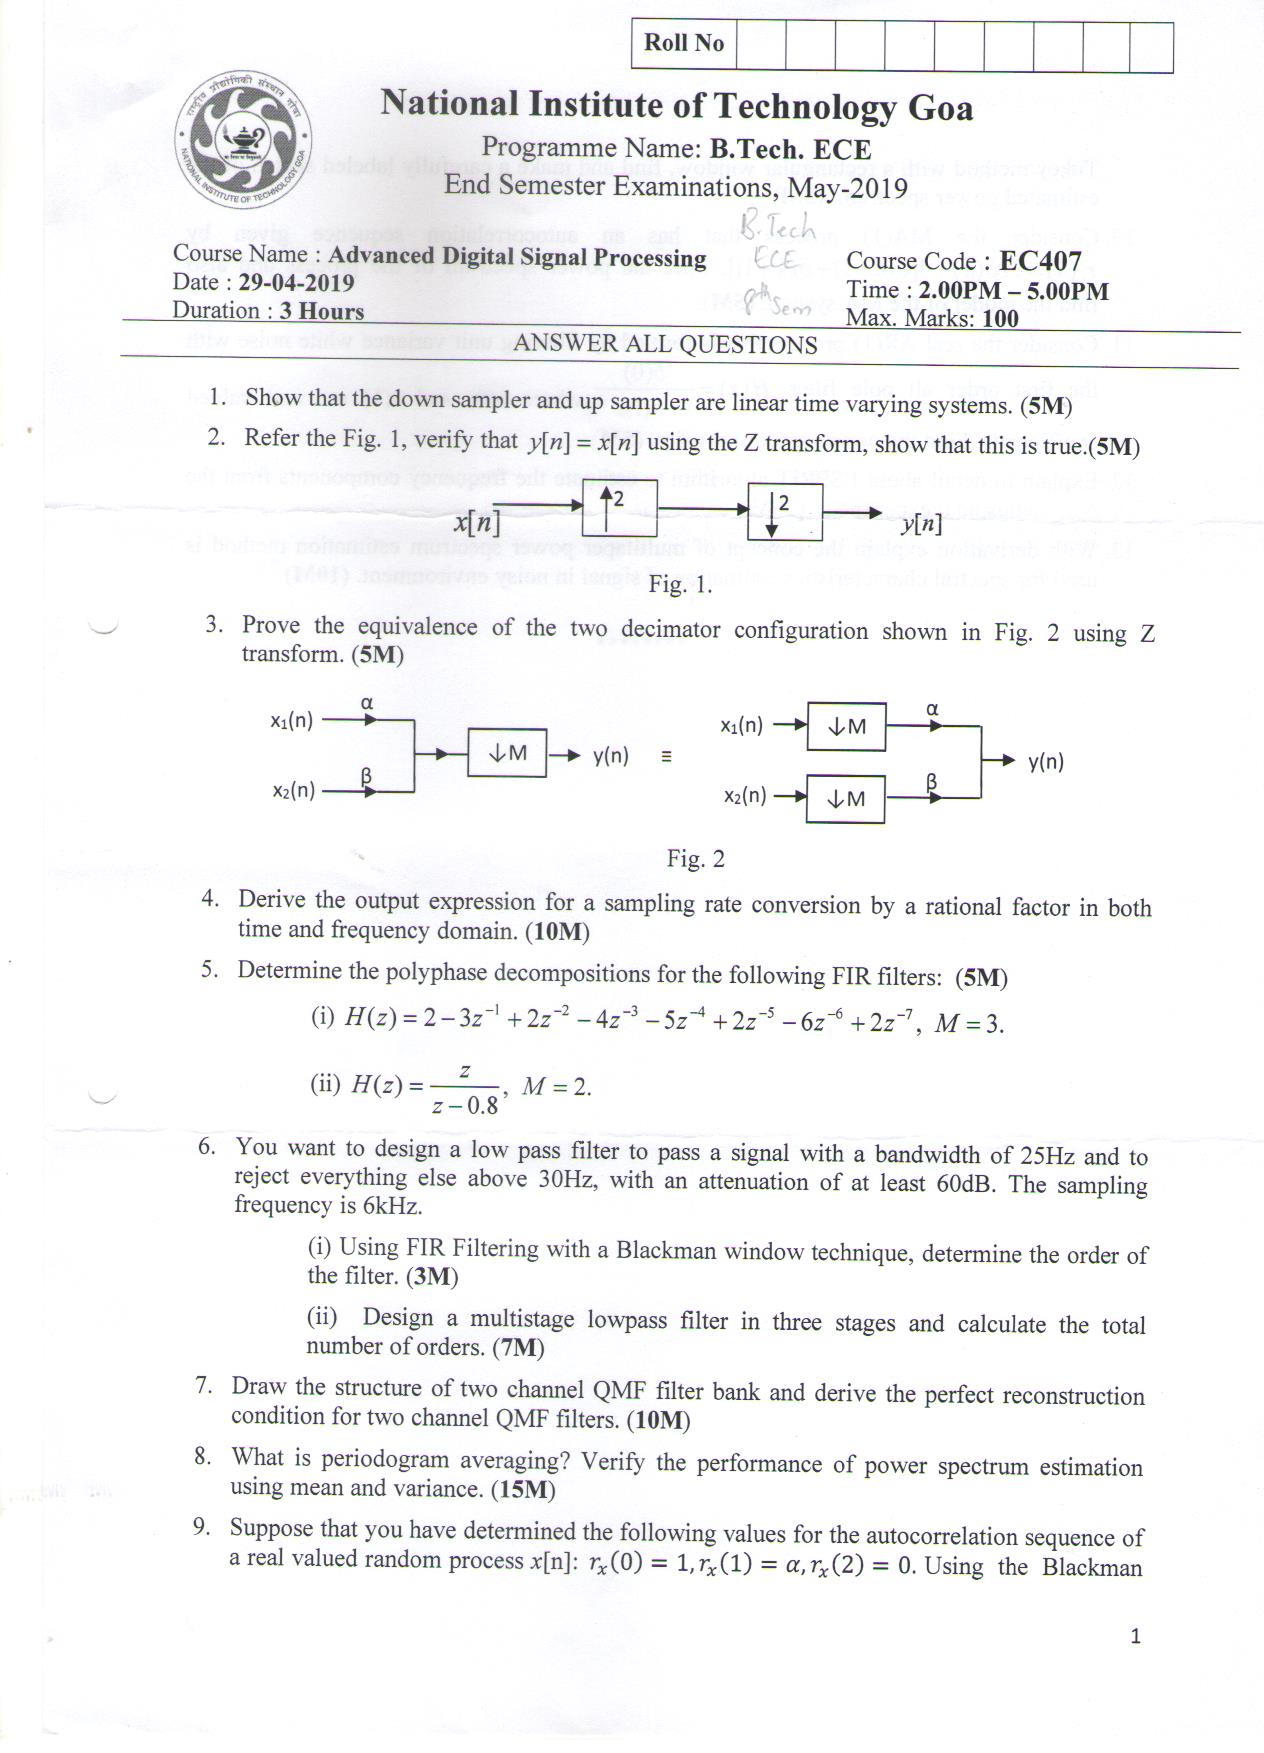 Roll No
National Institute of Technology Goa
Programme Name: B.Tech. ECE
End Semester Examinations, May-2019
B.Tech
ECE
8th Sem
Course Name : Advanced Digital Signal Processing
Course Code : EC407
Date : 29-04-2019
Time : 2.00PM – 5.00PM
Duration : 3 Hours
Max. Marks: 100
ANSWER ALL QUESTIONS
1. Show that the down sampler and up sampler are linear time varying systems. (5M)
2. Refer the Fig. 1, verify that y[n] = x[n] using the Z transform, show that this is true.(5M)
x[n] ↑2 ↓2 y[n]
Fig. 1.
3. Prove the equivalence of the two decimator configuration shown in Fig. 2 using Z
transform. (5M)
x₁(n) α ↓M y(n) ≡ x₁(n) ↓M α y(n)
x₂(n) β x₂(n) ↓M β
Fig. 2
4. Derive the output expression for a sampling rate conversion by a rational factor in both
time and frequency domain. (10M)
5. Determine the polyphase decompositions for the following FIR filters: (5M)
(i) H(z) = 2 – 3z⁻¹ + 2z⁻² – 4z⁻³ – 5z⁻⁴ + 2z⁻⁵ – 6z⁻⁶ + 2z⁻⁷, M = 3.
(ii) H(z) = z / (z – 0.8), M = 2.
6. You want to design a low pass filter to pass a signal with a bandwidth of 25Hz and to
reject everything else above 30Hz, with an attenuation of at least 60dB. The sampling
frequency is 6kHz.
(i) Using FIR Filtering with a Blackman window technique, determine the order of
the filter. (3M)
(ii) Design a multistage lowpass filter in three stages and calculate the total
number of orders. (7M)
7. Draw the structure of two channel QMF filter bank and derive the perfect reconstruction
condition for two channel QMF filters. (10M)
8. What is periodogram averaging? Verify the performance of power spectrum estimation
using mean and variance. (15M)
9. Suppose that you have determined the following values for the autocorrelation sequence of
a real valued random process x[n]: rₓ(0) = 1, rₓ(1) = α, rₓ(2) = 0. Using the Blackman
1